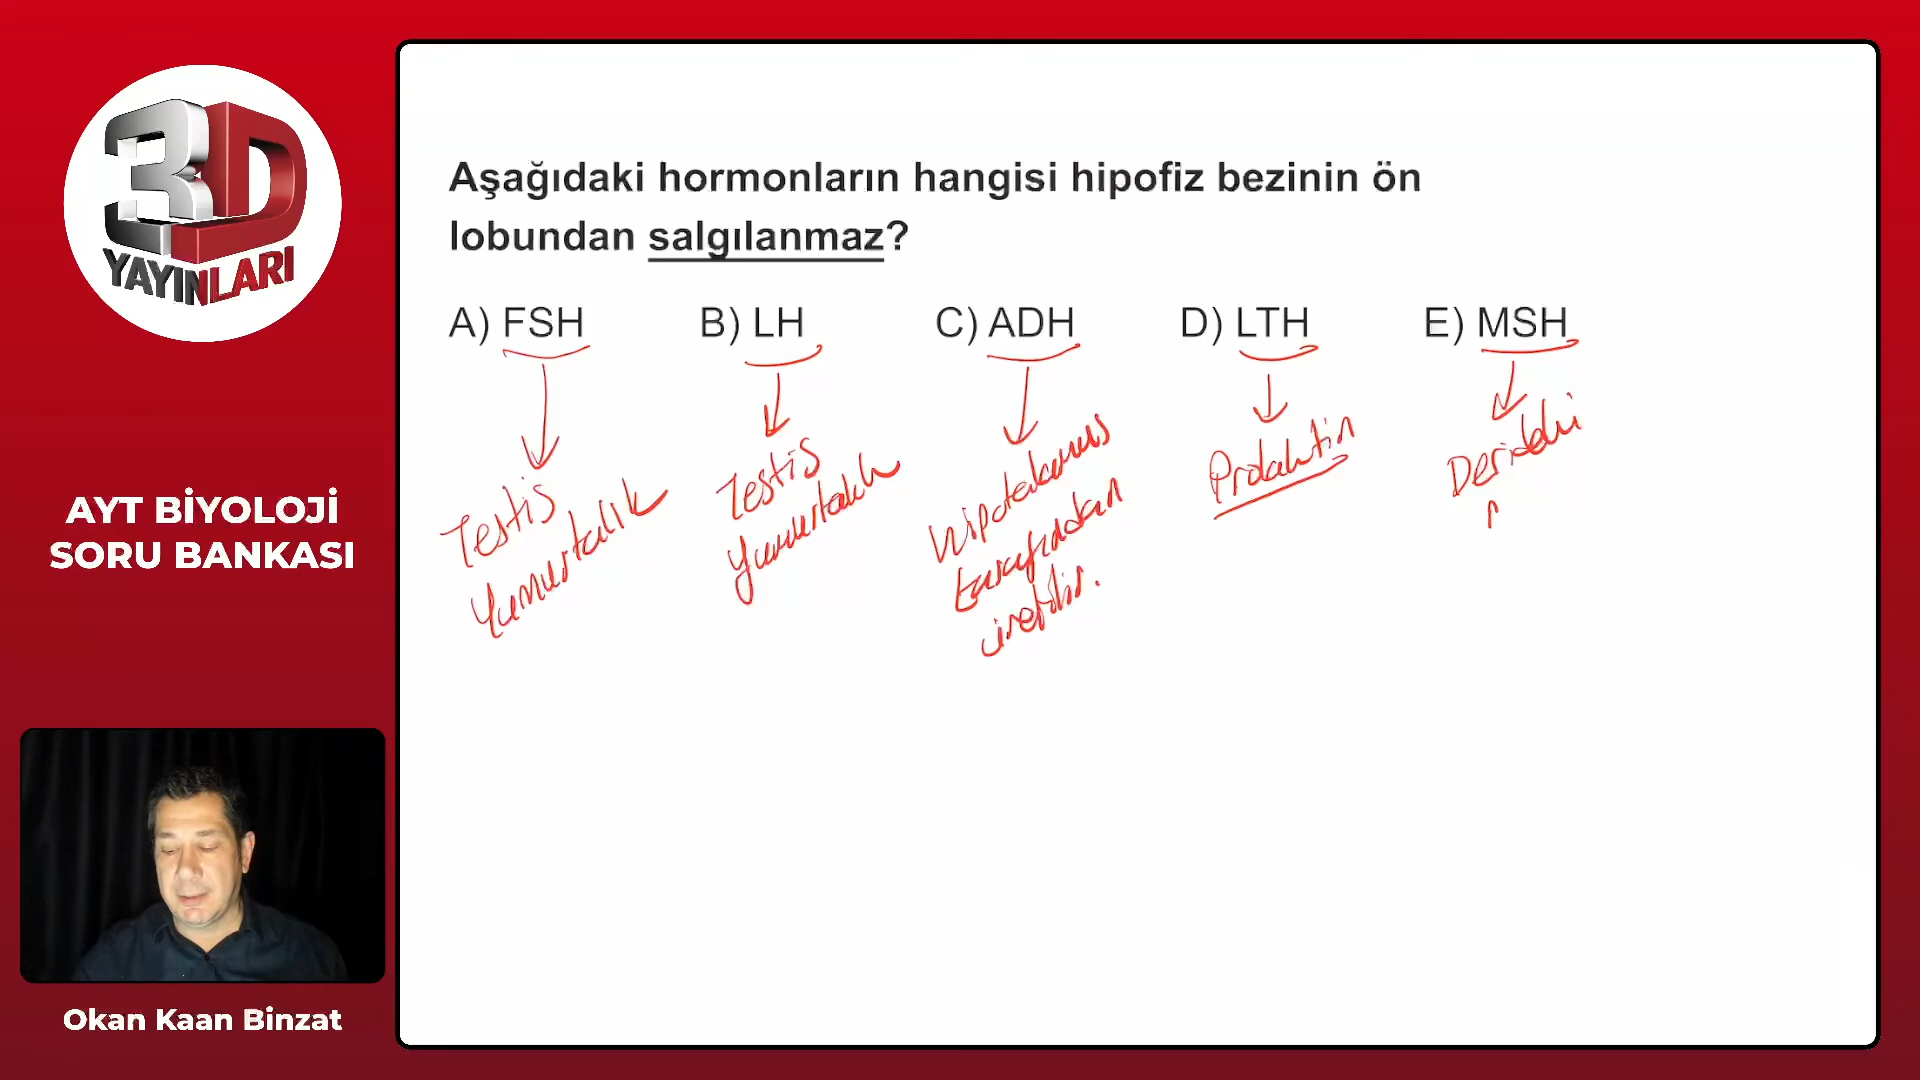 3D
YAYINLARI
AYT BİYOLOJİ
SORU BANKASI
Okan Kaan Binzat
Aşağıdaki hormonların hangisi hipofiz bezinin ön
lobundan salgılanmaz?
A) FSH B) LH C) ADH D) LTH E) MSH
Testis
Yumurtalık
Testis
Yumurtalık
Hipotalamus
tarafından
üretilir.
Prolaktin
Derideki